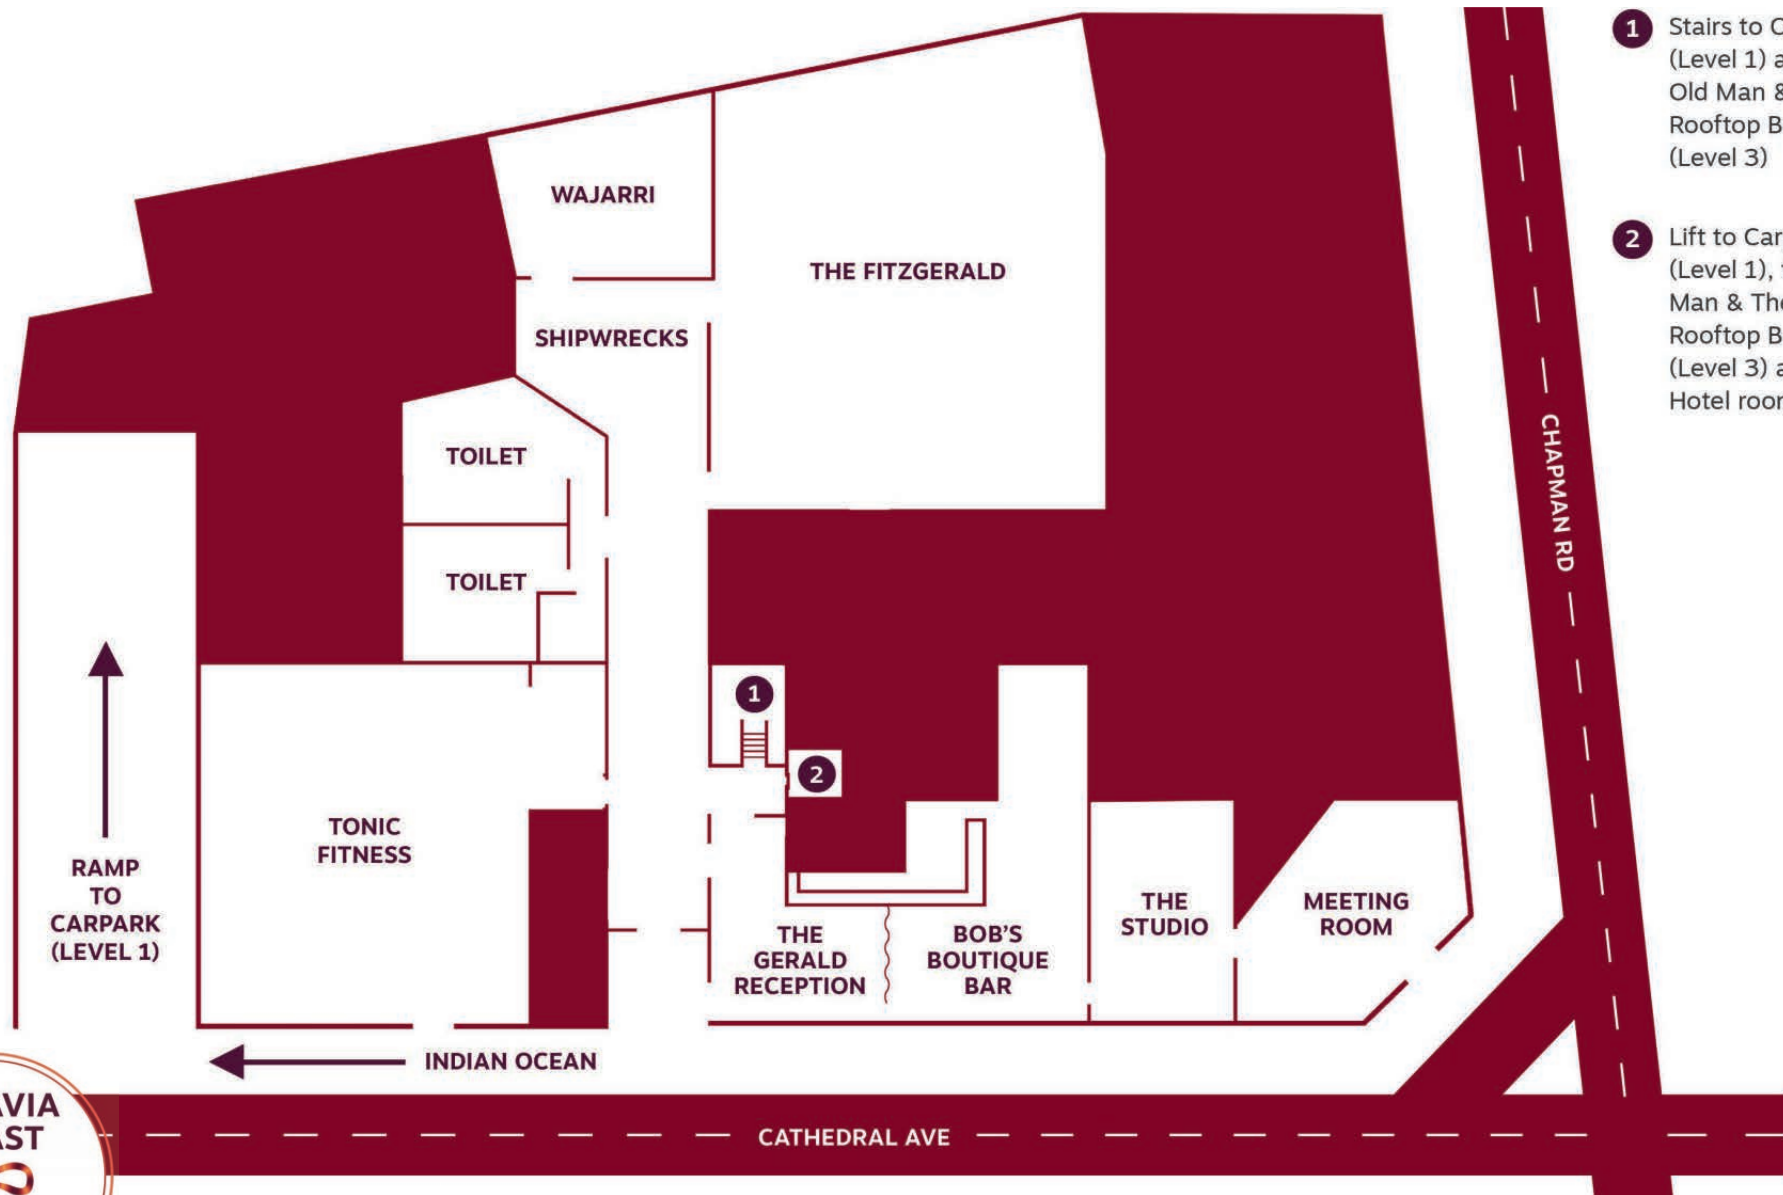 WAJARRI
THE FITZGERALD
SHIPWRECKS
TOILET
TOILET
1
2
TONIC
FITNESS
RAMP
TO
CARPARK
(LEVEL 1)
THE
GERALD
RECEPTION
BOB'S
BOUTIQUE
BAR
THE
STUDIO
MEETING
ROOM
INDIAN OCEAN
CATHEDRAL AVE
CHAPMAN RD
1 Stairs to
(Level 1)
Old Man &
Rooftop
(Level 3)
2 Lift to
(Level 1),
Man &
Rooftop
(Level 3)
Hotel